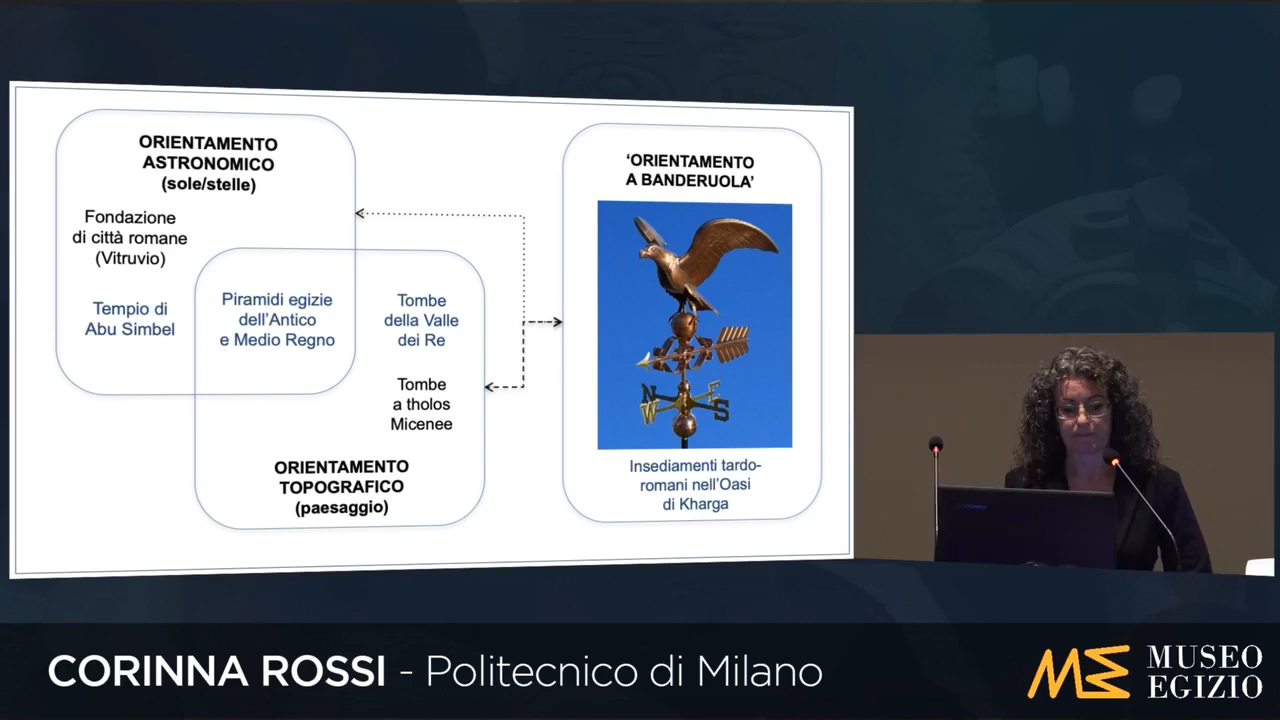 ORIENTAMENTO
ASTRONOMICO
(sole/stelle)
Fondazione
di città romane
(Vitruvio)
Tempio di
Abu Simbel
Piramidi egizie
dell'Antico
e Medio Regno
Tombe
della Valle
dei Re
Tombe
a tholos
Micenee
ORIENTAMENTO
TOPOGRAFICO
(paesaggio)
'ORIENTAMENTO
A BANDERUOLA'
N
E
W
S
Insediamenti tardo-
romani nell'Oasi
di Kharga
CORINNA ROSSI - Politecnico di Milano
ME
MUSEO
EGIZIO